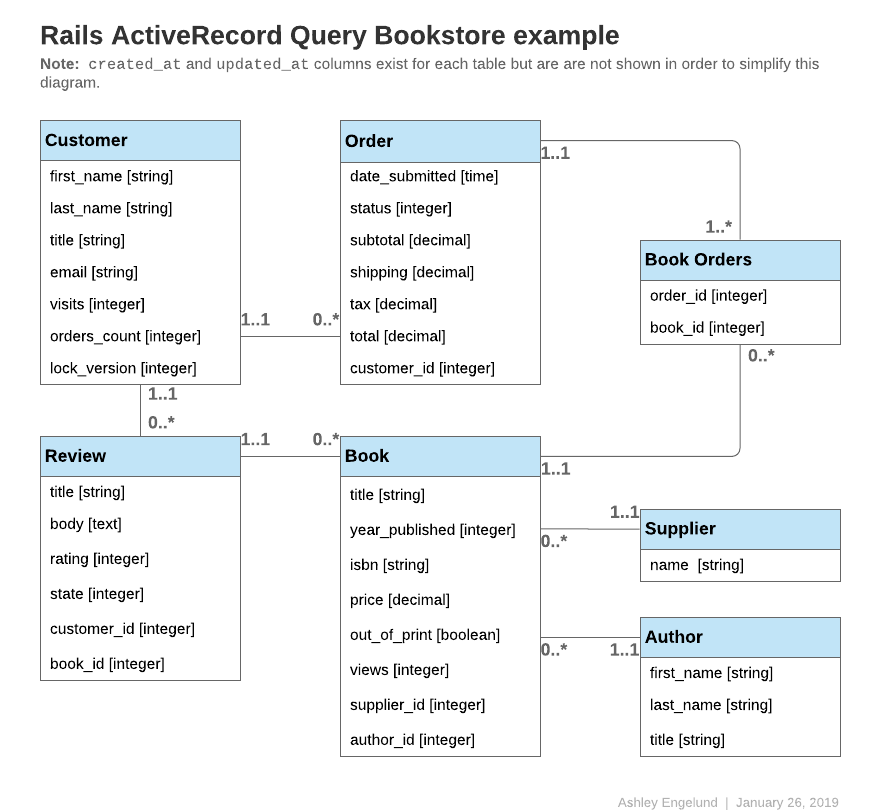 Rails ActiveRecord Query Bookstore example
Note: created_at and updated_at columns exist for each table but are are not shown in order to simplify this
diagram.
Customer
first_name [string]
last_name [string]
title [string]
email [string]
visits [integer]
orders_count [integer]
lock_version [integer]
1..1
0..*
Order
date_submitted [time]
status [integer]
subtotal [decimal]
shipping [decimal]
tax [decimal]
total [decimal]
customer_id [integer]
1..1
1..*
Book Orders
order_id [integer]
book_id [integer]
0..*
1..1
0..*
Review
title [string]
body [text]
rating [integer]
state [integer]
customer_id [integer]
book_id [integer]
1..1
0..*
Book
title [string]
year_published [integer]
isbn [string]
price [decimal]
out_of_print [boolean]
views [integer]
supplier_id [integer]
author_id [integer]
1..1
1..1
0..*
Supplier
name [string]
0..*
1..1
Author
first_name [string]
last_name [string]
title [string]
Ashley Engelund | January 26, 2019